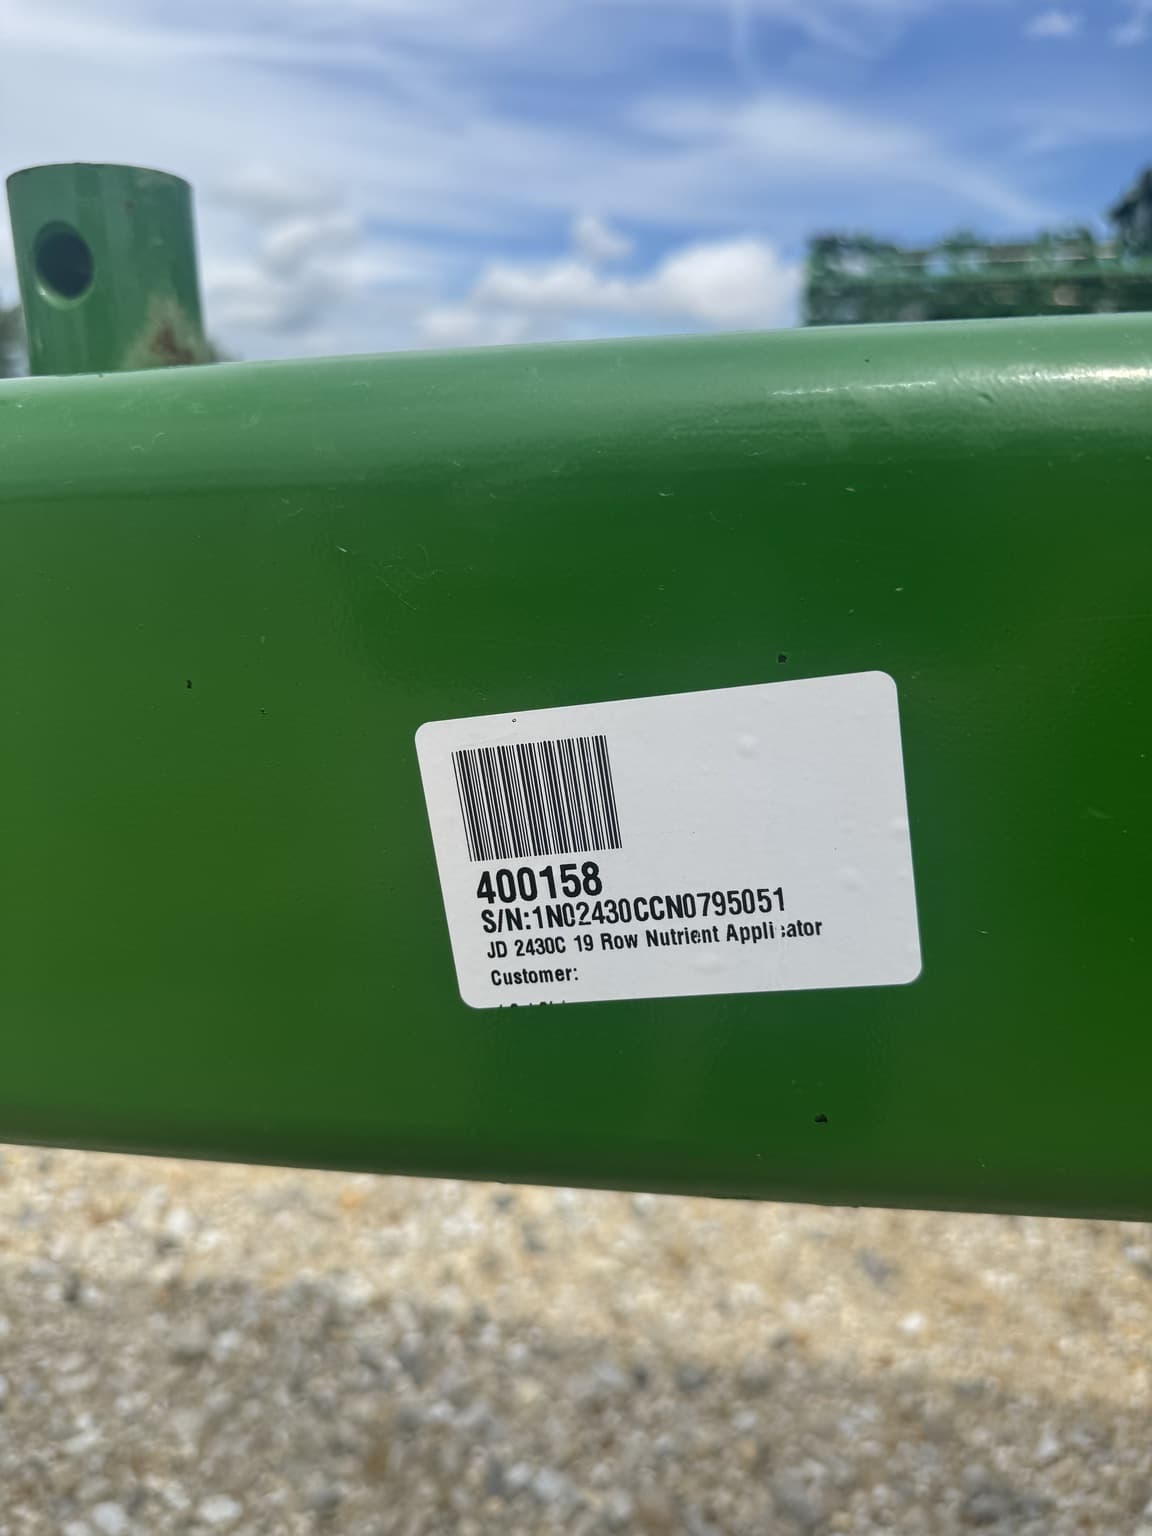 400158
S/N:1N02430CCN0795051
JD 2430C 19 Row Nutrient Applicator
Customer: